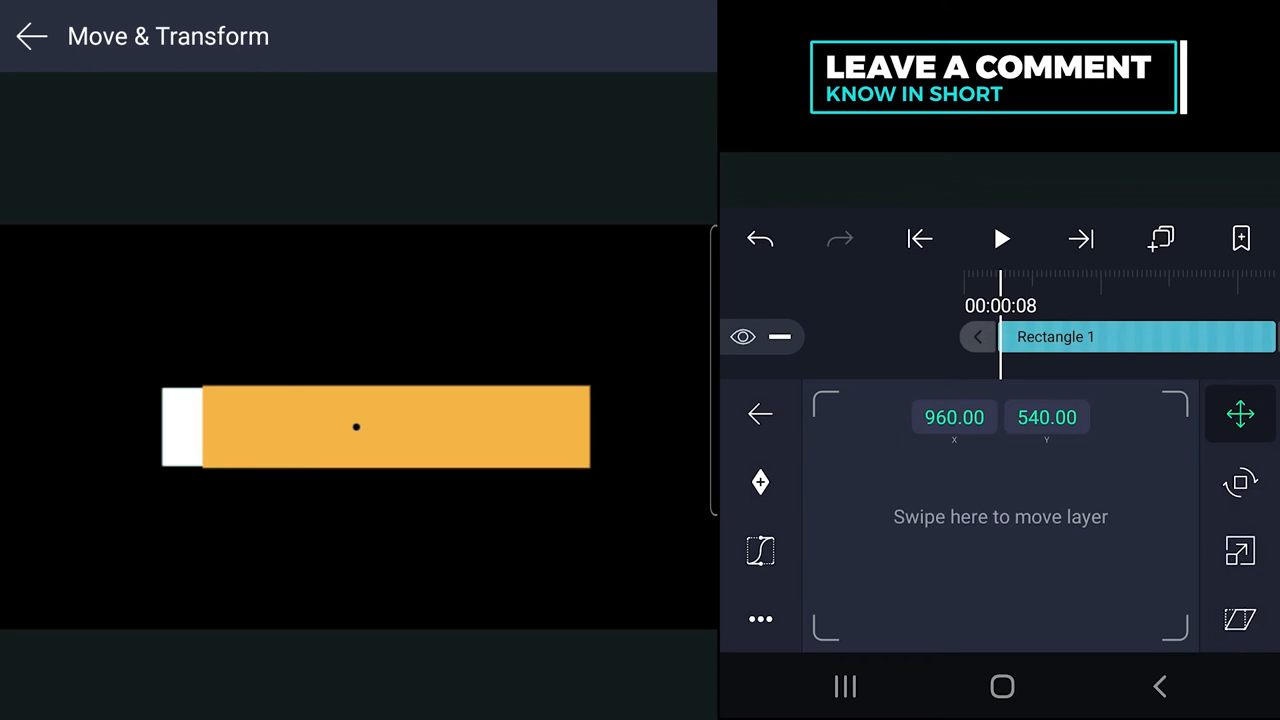 Move & Transform
LEAVE A COMMENT
KNOW IN SHORT
00:00:08
Rectangle 1
960.00 540.00
X Y
Swipe here to move layer